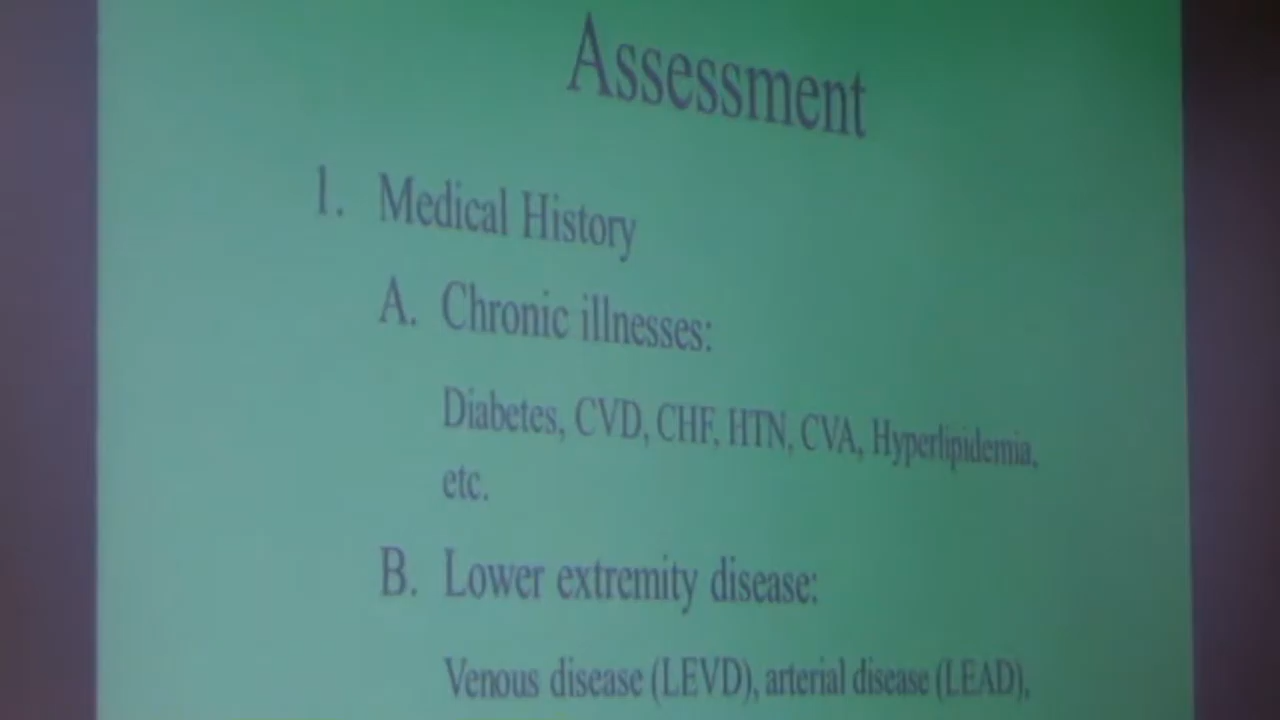 Assessment
1. Medical History
A. Chronic illnesses:
Diabetes, CVD, CHF, HTN, CVA, Hyperlipidemia,
etc.
B. Lower extremity disease:
Venous disease (LEVD), arterial disease (LEAD),